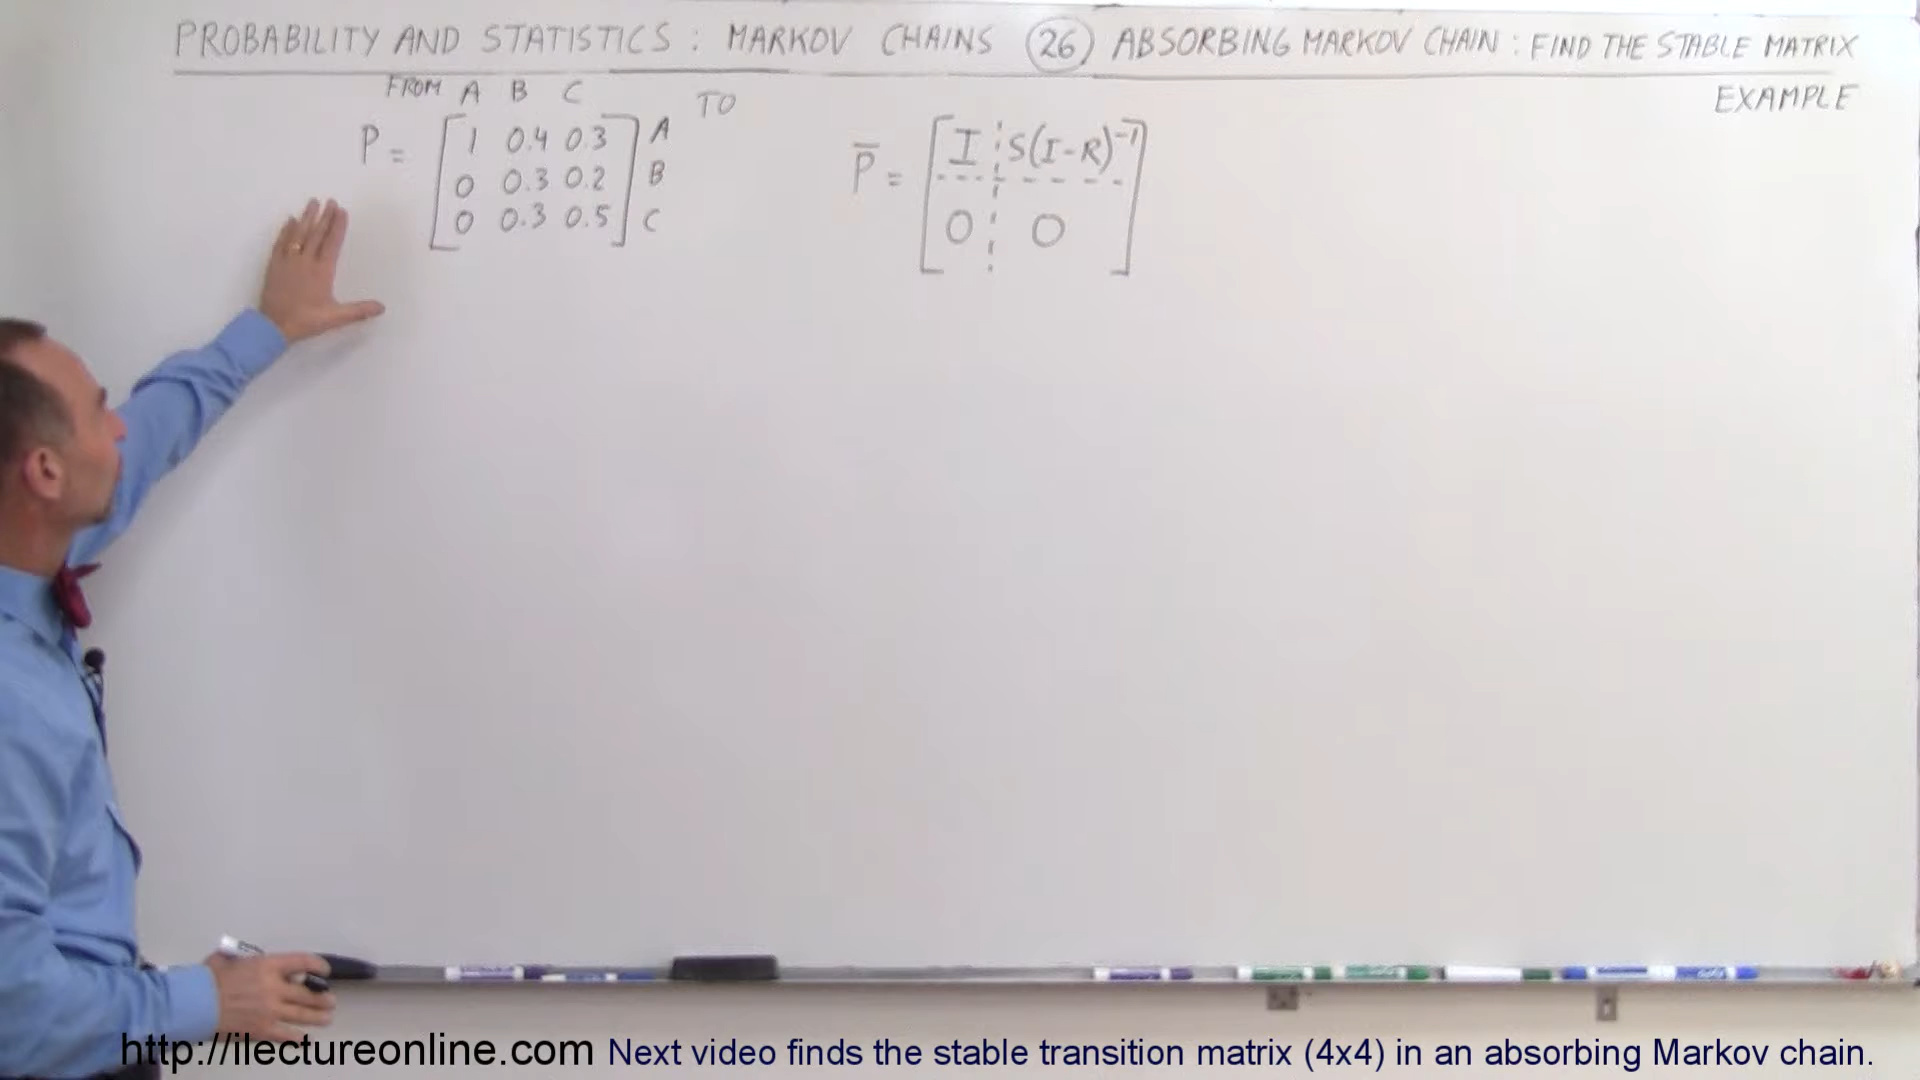 PROBABILITY AND STATISTICS : MARKOV CHAINS (26) ABSORBING MARKOV CHAIN : FIND THE STABLE MATRIX
EXAMPLE
FROM A B C TO
P = [ 1 0.4 0.3 ] A
0 0.3 0.2 B
0 0.3 0.5 C
P̅ = [ I S(I-R)⁻¹ ]
0 0
http://ilectureonline.com Next video finds the stable transition matrix (4x4) in an absorbing Markov chain.